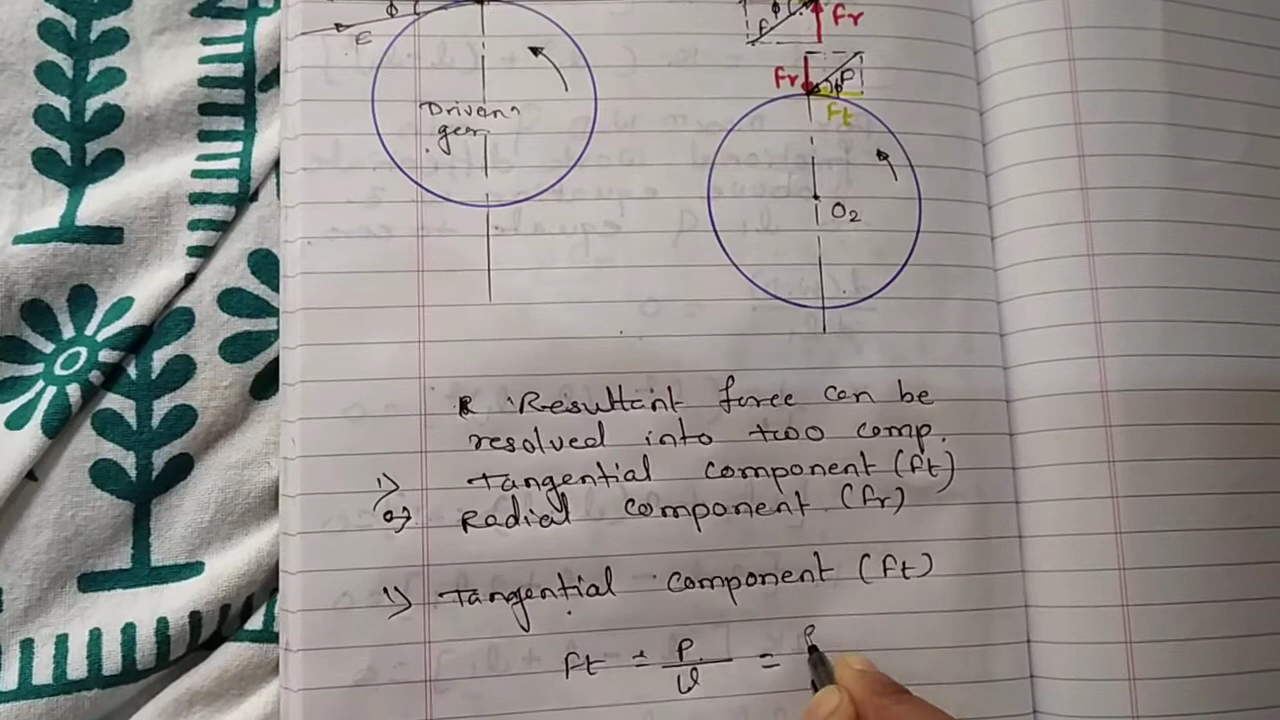 φ
Fr
F
φ
E
Fr
P
φ
Ft
Driven
gear
O2
Resultant force can be
resolved into two comp.
1) Tangential component (ft)
2) Radial component (fr)
1) Tangential component (ft)
ft = P/v = P